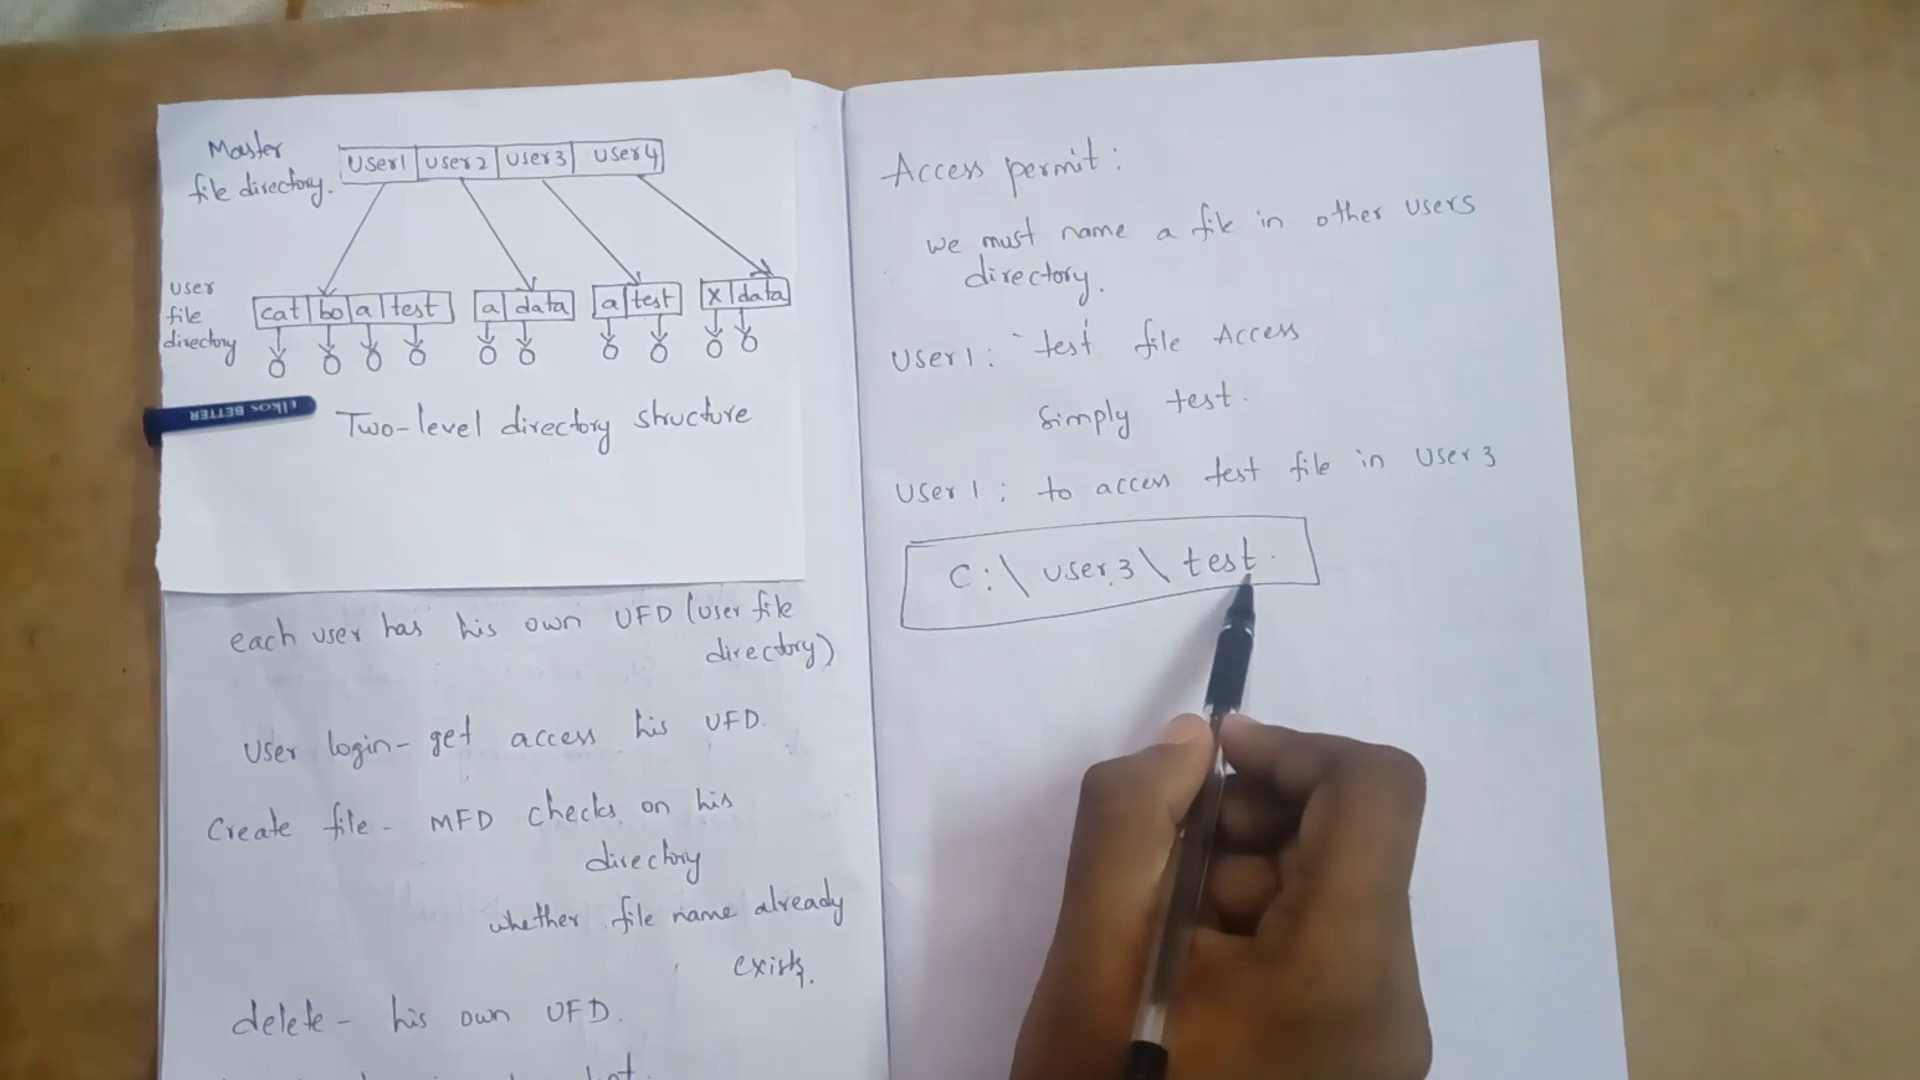 Master
file directory.
User1 user2 user3 user4
user
file
directory
cat bo a test a data a test x data
elkos BETTER
Two-level directory structure
each user has his own UFD (user file
directory)
User login - get access his UFD.
Create file - MFD checks on his
directory
whether file name already
exists.
delete - his own UFD.
Access permit:
we must name a file in other users
directory.
User1: 'test' file Access
Simply test.
User1: to access test file in User3
C:\user3\test.